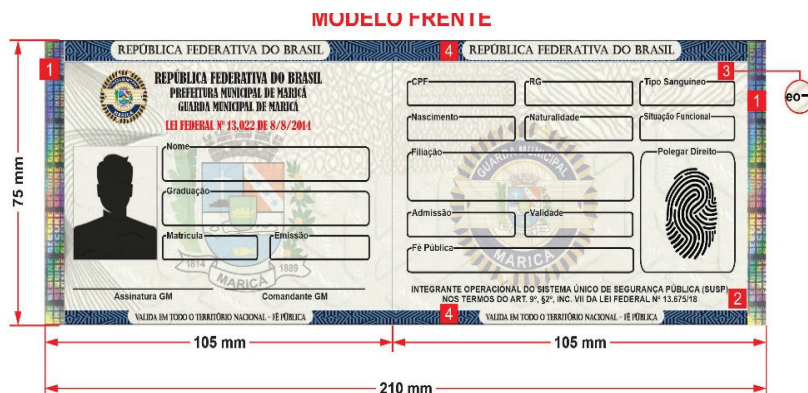 MODELO FRENTE
REPÚBLICA FEDERATIVA DO BRASIL
4
REPÚBLICA FEDERATIVA DO BRASIL
1
REPÚBLICA FEDERATIVA DO BRASIL
PREFEITURA MUNICIPAL DE MARICÁ
GUARDA MUNICIPAL DE MARICÁ
LEI FEDERAL Nº 13.022 DE 8/8/2014
Nome
Graduação
Matricula
Emissão
1814
MARICÁ
1889
Assinatura GM
Comandante GM
VALIDA EM TODO O TERRITÓRIO NACIONAL - FÉ PÚBLICA
3
CPF
RG
Tipo Sanguíneo
1
eo
Nascimento
Naturalidade
Situação Funcional
Filiação
Polegar Direito
GUARDA MUNICIPAL
MARICÁ
Admissão
Validade
Fé Pública
INTEGRANTE OPERACIONAL DO SISTEMA ÚNICO DE SEGURANÇA PÚBLICA (SUSP)
NOS TERMOS DO ART. 9º, §2º, INC. VII DA LEI FEDERAL Nº 13.675/18
2
4
VALIDA EM TODO O TERRITÓRIO NACIONAL - FÉ PÚBLICA
75 mm
105 mm
105 mm
210 mm